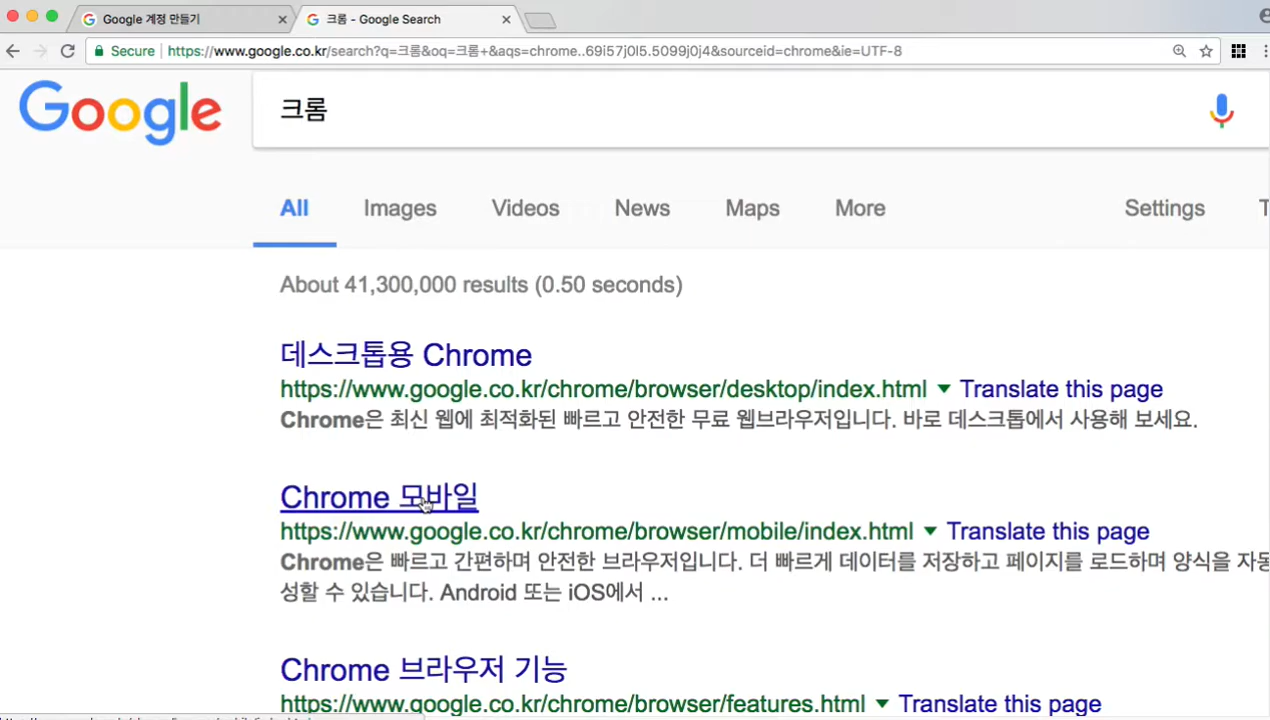 Google 계정 만들기
크롬 - Google Search
Secure https://www.google.co.kr/search?q=크롬&oq=크롬+&aqs=chrome..69i57j0l5.5099j0j4&sourceid=chrome&ie=UTF-8
Google 크롬
All Images Videos News Maps More Settings
About 41,300,000 results (0.50 seconds)
데스크톱용 Chrome
https://www.google.co.kr/chrome/browser/desktop/index.html Translate this page
Chrome은 최신 웹에 최적화된 빠르고 안전한 무료 웹브라우저입니다. 바로 데스크톱에서 사용해 보세요.
Chrome 모바일
https://www.google.co.kr/chrome/browser/mobile/index.html Translate this page
Chrome은 빠르고 간편하며 안전한 브라우저입니다. 더 빠르게 데이터를 저장하고 페이지를 로드하며 양식을 자동
성할 수 있습니다. Android 또는 iOS에서 ...
Chrome 브라우저 기능
https://www.google.co.kr/chrome/browser/features.html Translate this page